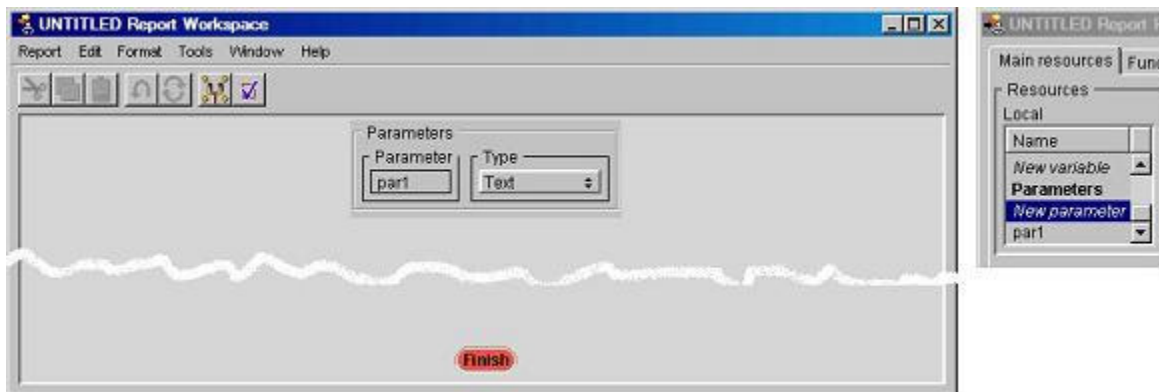 UNTITLED Report Workspace
Report Edit Format Tools Window Help
Parameters
Parameter Type
par1 Text
Finish
UNTITLED Report
Main resources Func
Resources
Local
Name
New variable
Parameters
New parameter
par1